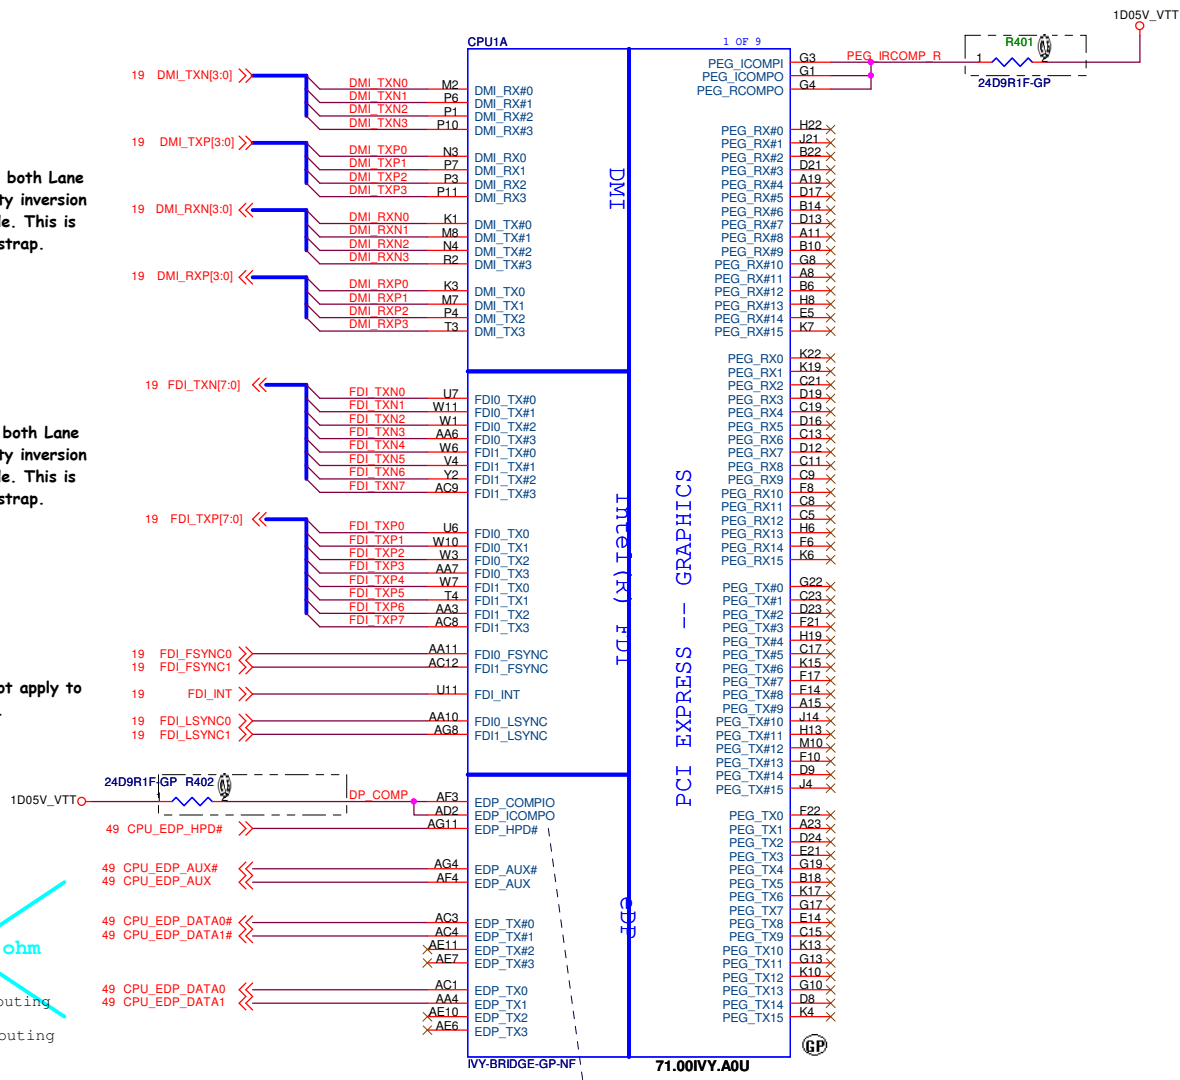 1D05V_VTT
CPU1A
1 OF 9
R401
1
2
24D9R1F-GP
PEG_IRCOMP_R
19 DMI_TXN[3:0]
DMI_TXN0 M2 DMI_RX#0
DMI_TXN1 P6 DMI_RX#1
DMI_TXN2 P1 DMI_RX#2
DMI_TXN3 P10 DMI_RX#3
19 DMI_TXP[3:0]
DMI_TXP0 N3 DMI_RX0
DMI_TXP1 P7 DMI_RX1
DMI_TXP2 P3 DMI_RX2
DMI_TXP3 P11 DMI_RX3
19 DMI_RXN[3:0]
DMI_RXN0 K1 DMI_TX#0
DMI_RXN1 M8 DMI_TX#1
DMI_RXN2 N4 DMI_TX#2
DMI_RXN3 R2 DMI_TX#3
19 DMI_RXP[3:0]
DMI_RXP0 K3 DMI_TX0
DMI_RXP1 M7 DMI_TX1
DMI_RXP2 P4 DMI_TX2
DMI_RXP3 T3 DMI_TX3
DMI
both Lane
ty inversion
le. This is
strap.
19 FDI_TXN[7:0]
FDI_TXN0 U7 FDI0_TX#0
FDI_TXN1 W11 FDI0_TX#1
FDI_TXN2 W1 FDI0_TX#2
FDI_TXN3 AA6 FDI0_TX#3
FDI_TXN4 W6 FDI1_TX#0
FDI_TXN5 V4 FDI1_TX#1
FDI_TXN6 Y2 FDI1_TX#2
FDI_TXN7 AC9 FDI1_TX#3
both Lane
ty inversion
le. This is
strap.
19 FDI_TXP[7:0]
FDI_TXP0 U6 FDI0_TX0
FDI_TXP1 W10 FDI0_TX1
FDI_TXP2 W3 FDI0_TX2
FDI_TXP3 AA7 FDI0_TX3
FDI_TXP4 W7 FDI1_TX0
FDI_TXP5 T4 FDI1_TX1
FDI_TXP6 AA3 FDI1_TX2
FDI_TXP7 AC8 FDI1_TX3
19 FDI_FSYNC0 AA11 FDI0_FSYNC
19 FDI_FSYNC1 AC12 FDI1_FSYNC
19 FDI_INT U11 FDI_INT
19 FDI_LSYNC0 AA10 FDI0_LSYNC
19 FDI_LSYNC1 AG8 FDI1_LSYNC
Intel(R) FDI
ot apply to
.
24D9R1F-GP R402
1D05V_VTT
1
2
DP_COMP AF3 EDP_COMPIO
AD2 EDP_ICOMPO
49 CPU_EDP_HPD# AG11 EDP_HPD#
49 CPU_EDP_AUX# AG4 EDP_AUX#
49 CPU_EDP_AUX AF4 EDP_AUX
49 CPU_EDP_DATA0# AC3 EDP_TX#0
49 CPU_EDP_DATA1# AC4 EDP_TX#1
AE11 EDP_TX#2
AE7 EDP_TX#3
49 CPU_EDP_DATA0 AC1 EDP_TX0
49 CPU_EDP_DATA1 AA4 EDP_TX1
AE10 EDP_TX2
AE6 EDP_TX3
eDP
ohm
outing
outing
PCI EXPRESS -- GRAPHICS
PEG_ICOMPI G3
PEG_ICOMPO G1
PEG_RCOMPO G4
PEG_RX#0 H22
PEG_RX#1 J21
PEG_RX#2 B22
PEG_RX#3 D21
PEG_RX#4 A19
PEG_RX#5 D17
PEG_RX#6 B14
PEG_RX#7 D13
PEG_RX#8 A11
PEG_RX#9 B10
PEG_RX#10 G8
PEG_RX#11 A8
PEG_RX#12 B6
PEG_RX#13 H8
PEG_RX#14 E5
PEG_RX#15 K7
PEG_RX0 K22
PEG_RX1 K19
PEG_RX2 C21
PEG_RX3 D19
PEG_RX4 C19
PEG_RX5 D16
PEG_RX6 C13
PEG_RX7 D12
PEG_RX8 C11
PEG_RX9 C9
PEG_RX10 F8
PEG_RX11 C8
PEG_RX12 C5
PEG_RX13 H6
PEG_RX14 F6
PEG_RX15 K6
PEG_TX#0 G22
PEG_TX#1 C23
PEG_TX#2 D23
PEG_TX#3 F21
PEG_TX#4 H19
PEG_TX#5 C17
PEG_TX#6 K15
PEG_TX#7 F17
PEG_TX#8 F14
PEG_TX#9 A15
PEG_TX#10 J14
PEG_TX#11 H13
PEG_TX#12 M10
PEG_TX#13 F10
PEG_TX#14 D9
PEG_TX#15 J4
PEG_TX0 F22
PEG_TX1 A23
PEG_TX2 D24
PEG_TX3 E21
PEG_TX4 G19
PEG_TX5 B18
PEG_TX6 K17
PEG_TX7 G17
PEG_TX8 E14
PEG_TX9 C15
PEG_TX10 K13
PEG_TX11 G13
PEG_TX12 K10
PEG_TX13 G10
PEG_TX14 D8
PEG_TX15 K4
GP
IVY-BRIDGE-GP-NF
71.00IVY.A0U